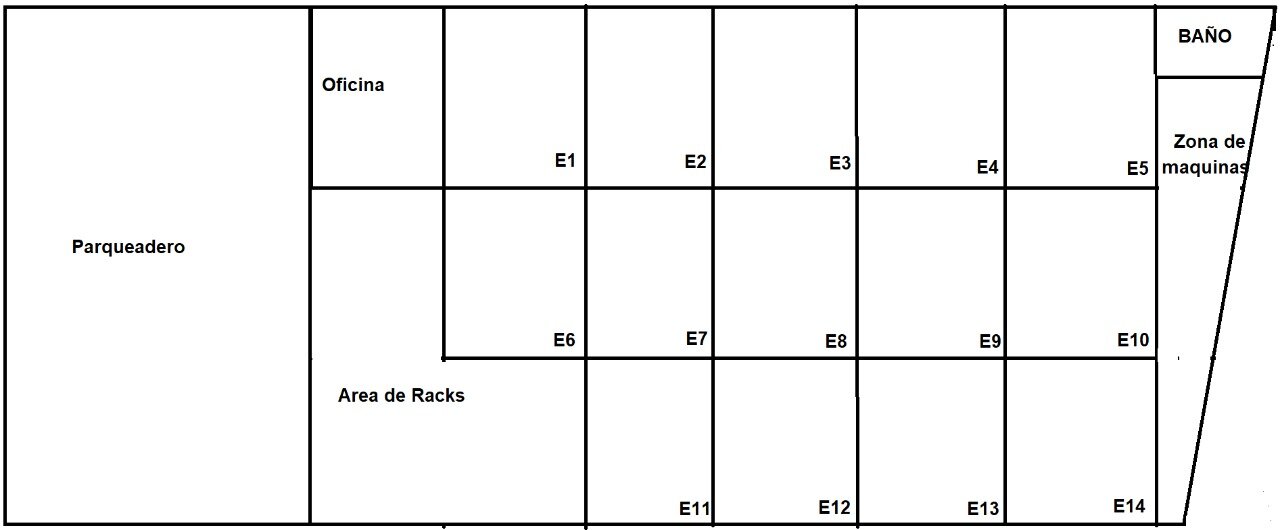 BAÑO
Oficina
Zona de
maquinas
E1
E2
E3
E4
E5
Parqueadero
E6
E7
E8
E9
E10
Area de Racks
E11
E12
E13
E14